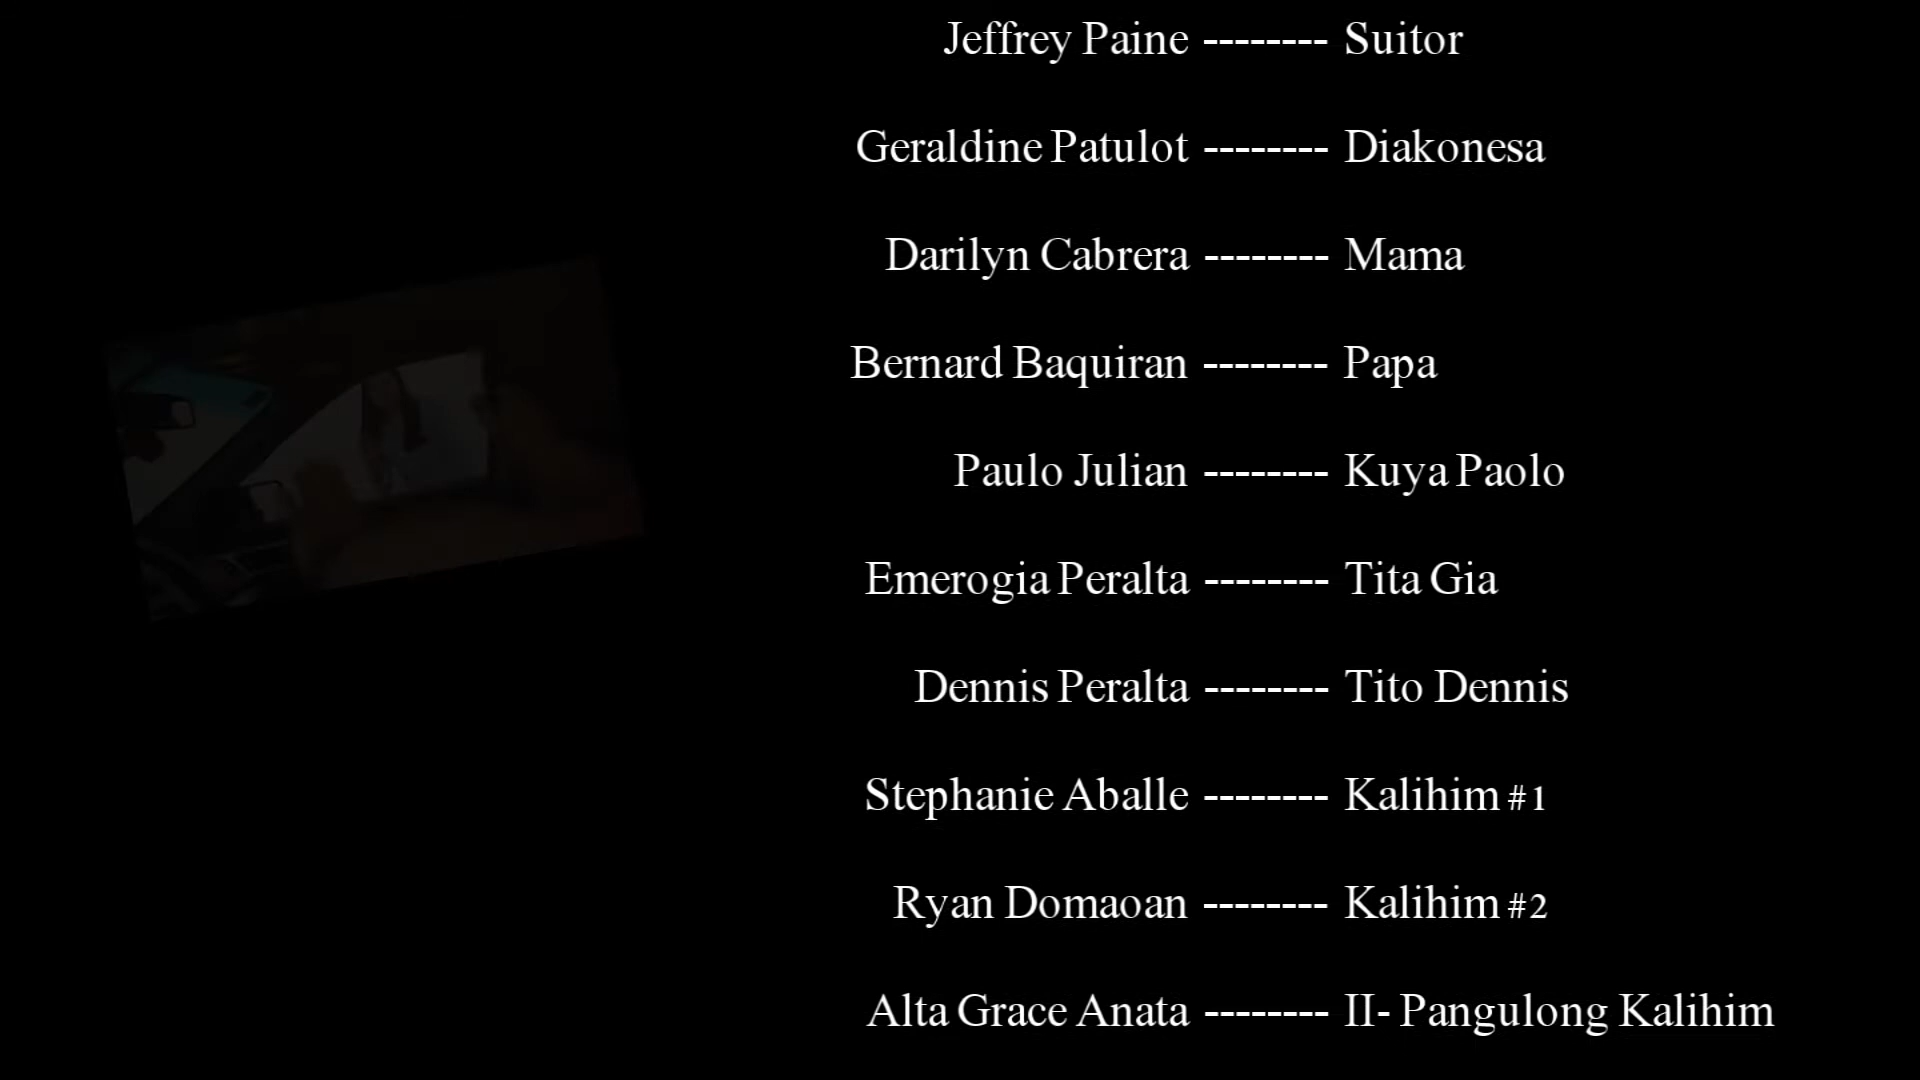 Jeffrey Paine -------- Suitor
Geraldine Patulot -------- Diakonesa
Darilyn Cabrera -------- Mama
Bernard Baquiran -------- Papa
Paulo Julian -------- Kuya Paolo
Emerogia Peralta -------- Tita Gia
Dennis Peralta -------- Tito Dennis
Stephanie Aballe -------- Kalihim #1
Ryan Domaoan -------- Kalihim #2
Alta Grace Anata -------- II- Pangulong Kalihim